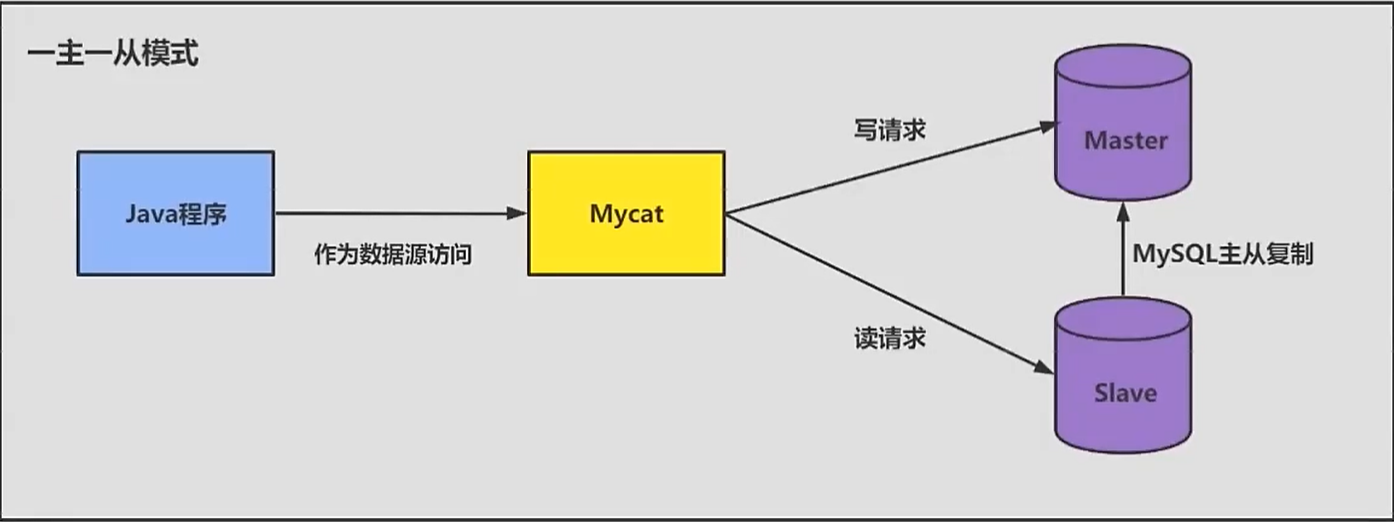 一主一从模式
Java程序
作为数据源访问
Mycat
写请求
读请求
Master
MySQL主从复制
Slave